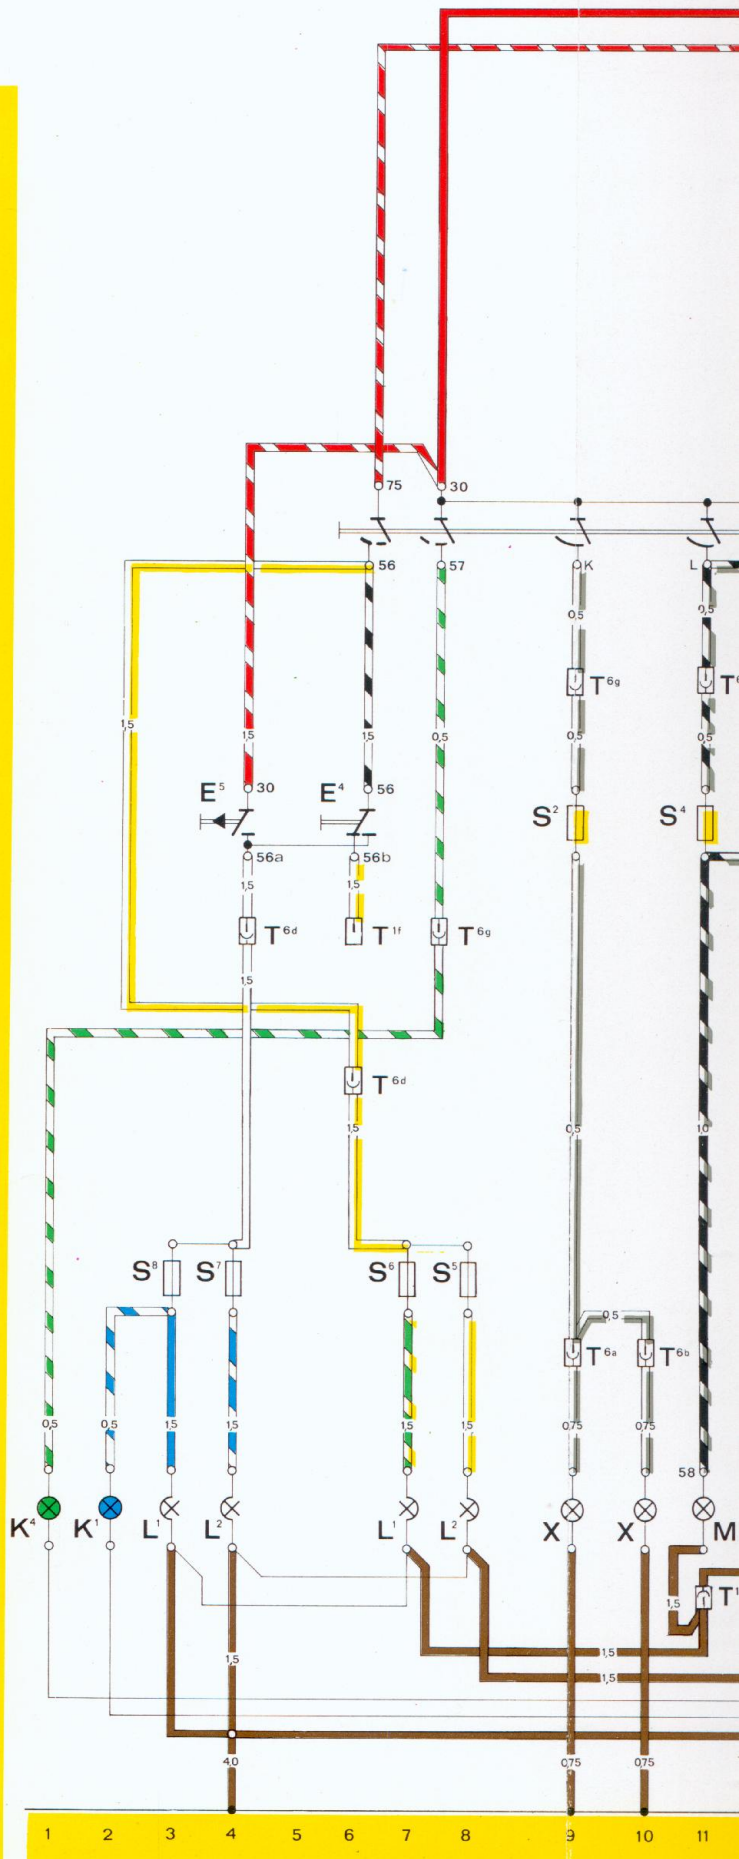 75 30
56 57 K L
0,5 0,5
T6g T6
1,5 1,5 1,5 0,5 0,5 0,5
E5 30 E4 56 S2 S4
56a 56b
1,5 1,5
T6d T1f T6g
1,5
T6d
1,5 0,5 1,0
S8 S7 S6 S5
0,5
T6a T6b
0,5 0,5 1,5 1,5 1,5 1,5 0,75 0,75
58
K4 K1 L1 L2 L1 L2 X X M
1,5 T1
1,5 1,5
1,5
4,0 0,75 0,75
1 2 3 4 5 6 7 8 9 10 11